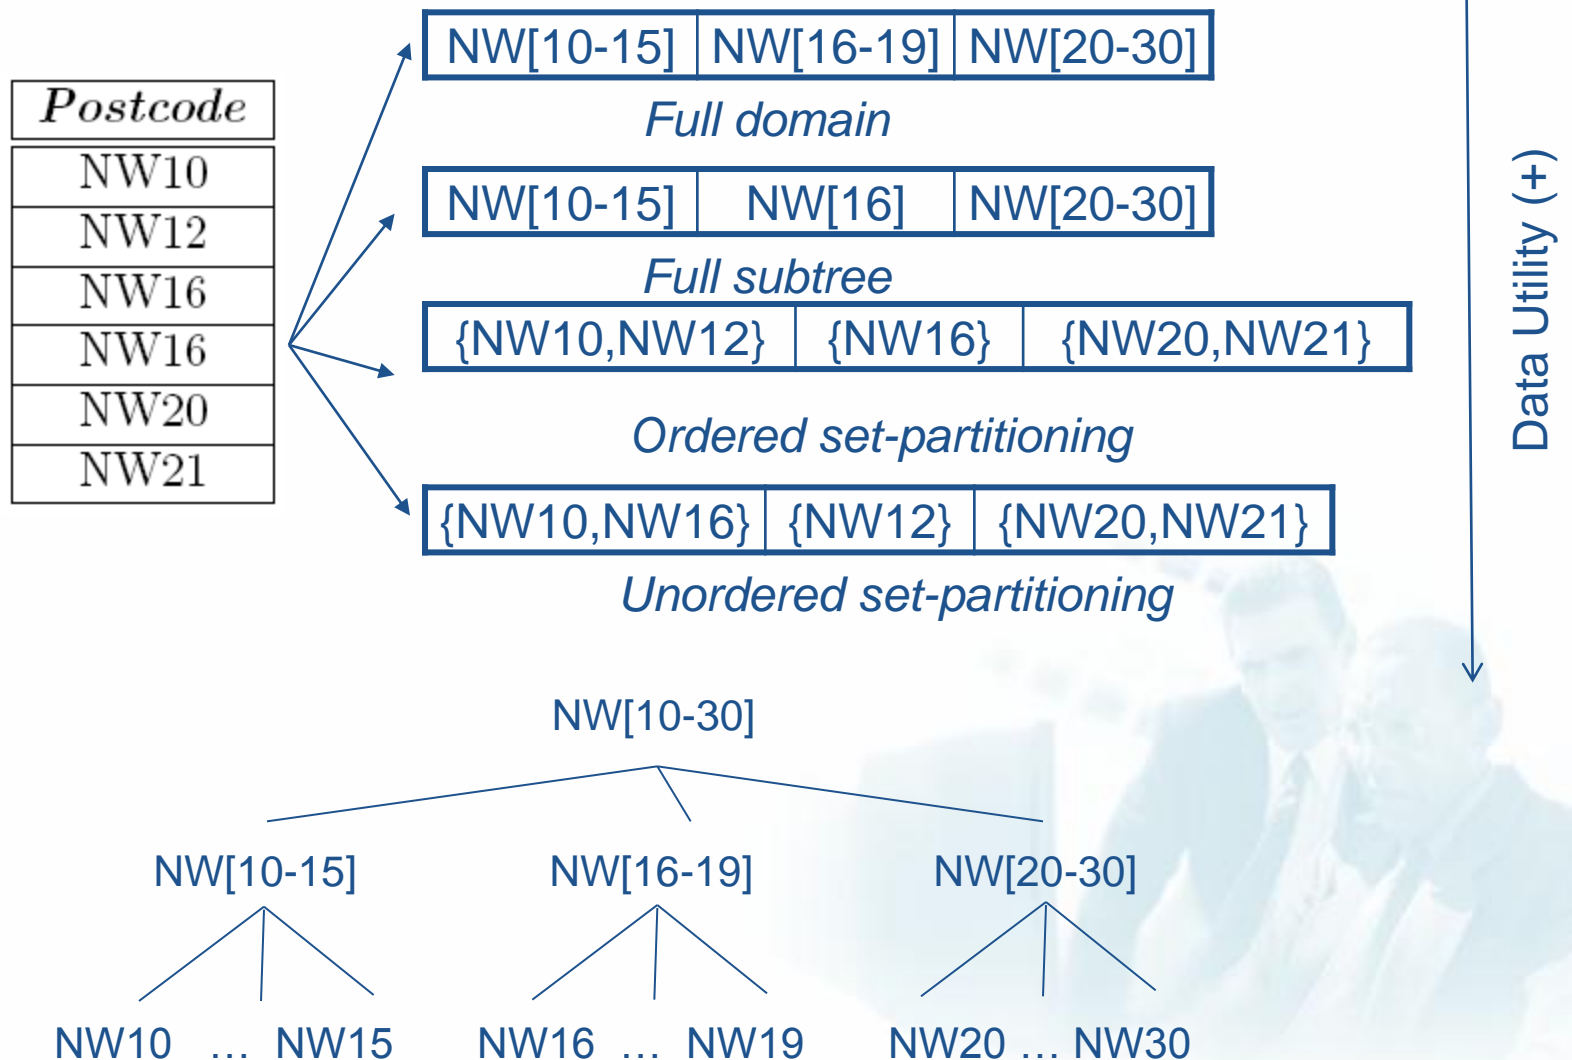 Postcode
NW10
NW12
NW16
NW16
NW20
NW21
NW[10-15] NW[16-19] NW[20-30]
Full domain
NW[10-15] NW[16] NW[20-30]
Full subtree
{NW10,NW12} {NW16} {NW20,NW21}
Ordered set-partitioning
{NW10,NW16} {NW12} {NW20,NW21}
Unordered set-partitioning
Data Utility (+)
NW[10-30]
NW[10-15] NW[16-19] NW[20-30]
NW10 ... NW15 NW16 ... NW19 NW20 ... NW30